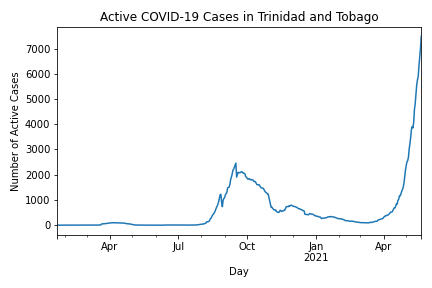 Active COVID-19 Cases in Trinidad and Tobago
Number of Active Cases
7000
6000
5000
4000
3000
2000
1000
0
Apr
Jul
Oct
Jan
2021
Apr
Day